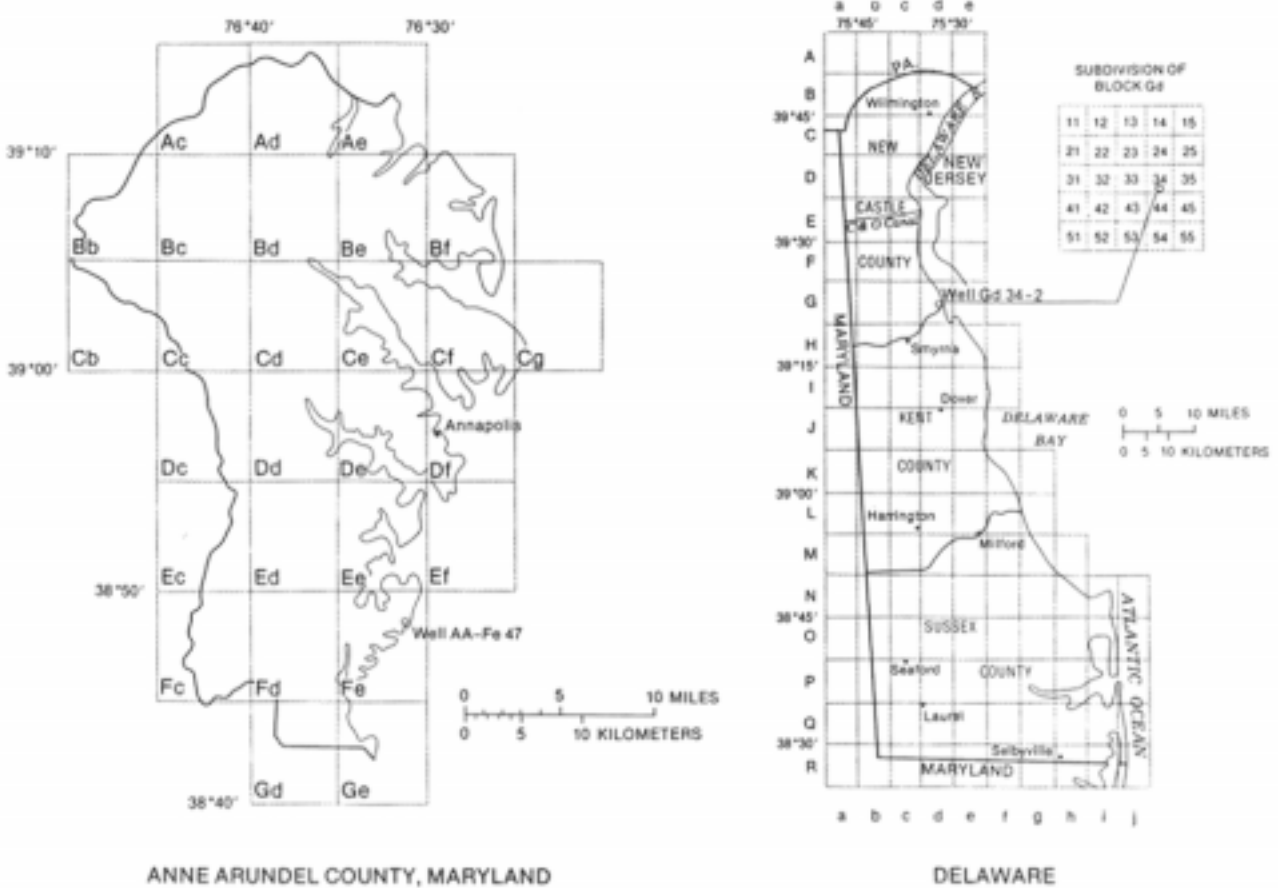 76°40' 76°30'
Ac Ad Ae
39°10'
Bb Bc Bd Be Bf
Cb Cc Cd Ce Cf Cg
39°00'
Annapolis
Dc Dd De Df
Ec Ed Ee Ef
38°50'
Well AA-Fe 47
Fc Fd Fe
0 5 10 MILES
0 5 10 KILOMETERS
Gd Ge
38°40'
ANNE ARUNDEL COUNTY, MARYLAND
a b c d e
75°45' 75°30'
A
PA.
B
Wilmington
39°45'
C
NEW
DELAWARE R
D
NEW
JERSEY
CASTLE
E
C & O Canal
39°30'
F
COUNTY
G
Well Gd 34-2
MARYLAND
H
Smyrna
39°15'
I
Dover
KENT
DELAWARE
BAY
J
K
COUNTY
39°00'
L
Harrington
Milford
M
N
38°45'
SUSSEX
O
Seaford
COUNTY
P
Laurel
Q
38°30'
Selbyville
R
MARYLAND
ATLANTIC OCEAN
a b c d e f g h i j
DELAWARE
SUBDIVISION OF
BLOCK Gd
11 12 13 14 15
21 22 23 24 25
31 32 33 34 35
41 42 43 44 45
51 52 53 54 55
0 5 10 MILES
0 5 10 KILOMETERS